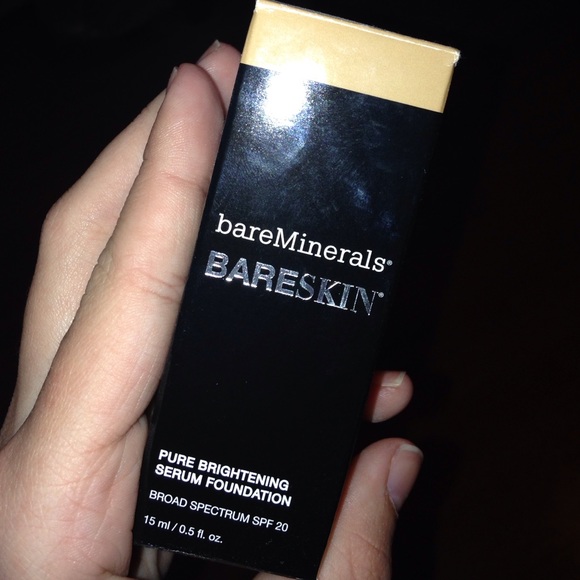 bareMinerals®
BARESKIN®
PURE BRIGHTENING
SERUM FOUNDATION
BROAD SPECTRUM SPF 20
15 ml / 0.5 fl. oz.